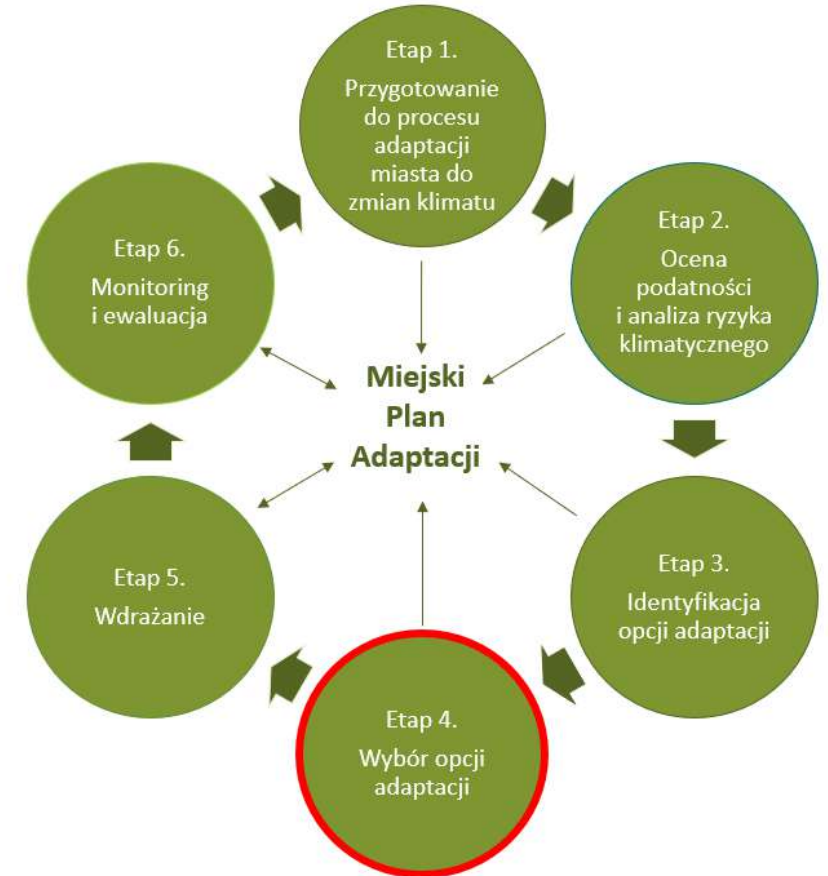 Etap 1.
Przygotowanie
do procesu
adaptacji
miasta do
zmian klimatu
Etap 2.
Ocena
podatności
i analiza ryzyka
klimatycznego
Etap 3.
Identyfikacja
opcji adaptacji
Etap 4.
Wybór opcji
adaptacji
Etap 5.
Wdrażanie
Etap 6.
Monitoring
i ewaluacja
Miejski
Plan
Adaptacji